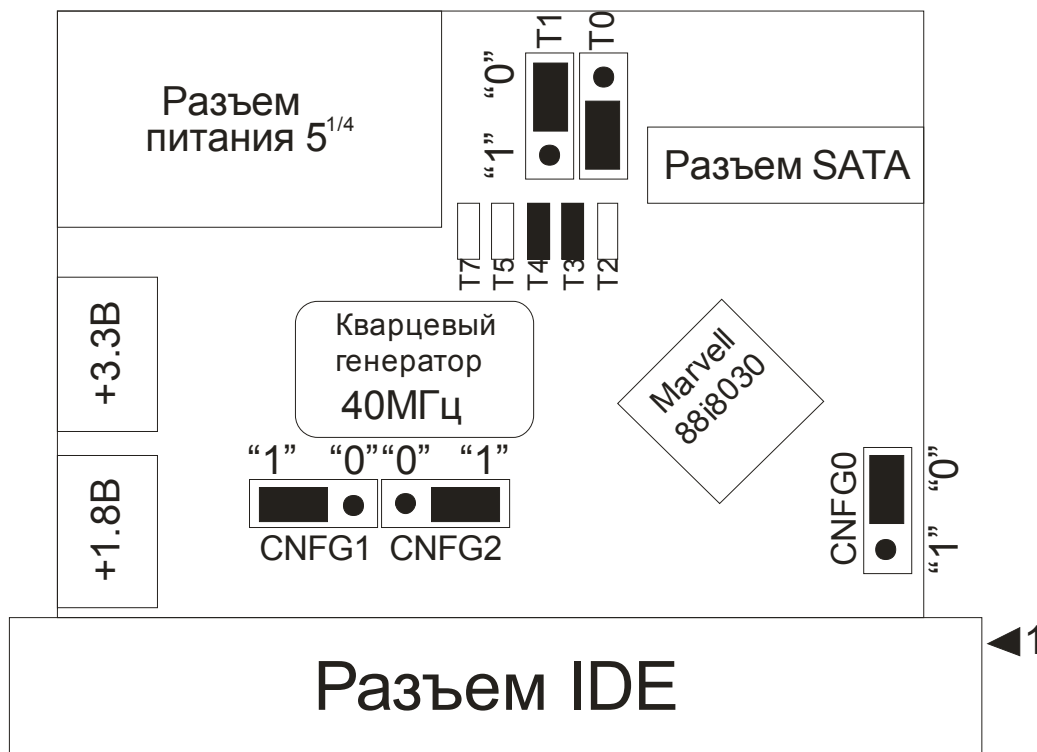 T1 T0
“0”
“1”
Разъем
питания 5 1/4
Разъем SATA
T7 T5 T4 T3 T2
+3.3В
Кварцевый
генератор
40МГц
Marvell
88i8030
“1” “0” “0” “1”
CNFG1 CNFG2
+1.8В
CNFG0
“0”
“1”
1
Разъем IDE